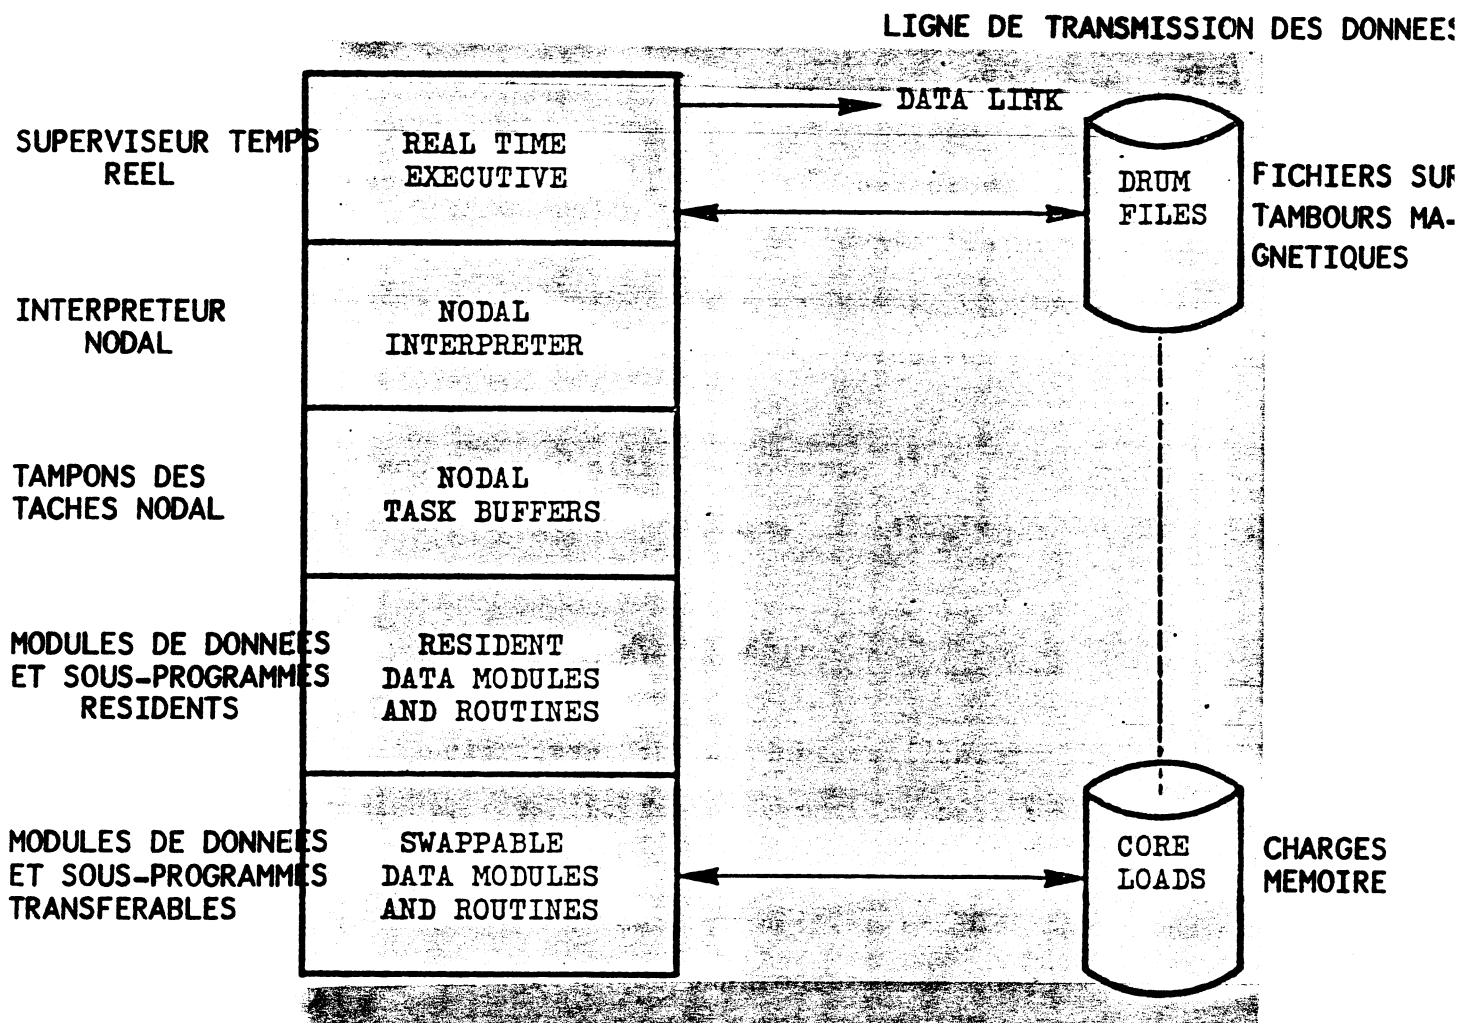 LIGNE DE TRANSMISSION DES DONNEES
DATA LINK
SUPERVISEUR TEMPS
REEL
REAL TIME
EXECUTIVE
DRUM
FILES
FICHIERS SUR
TAMBOURS MA-
GNETIQUES
INTERPRETEUR
NODAL
NODAL
INTERPRETER
TAMPONS DES
TACHES NODAL
NODAL
TASK BUFFERS
MODULES DE DONNEES
ET SOUS-PROGRAMMES
RESIDENTS
RESIDENT
DATA MODULES
AND ROUTINES
MODULES DE DONNEES
ET SOUS-PROGRAMMES
TRANSFERABLES
SWAPPABLE
DATA MODULES
AND ROUTINES
CORE
LOADS
CHARGES
MEMOIRE